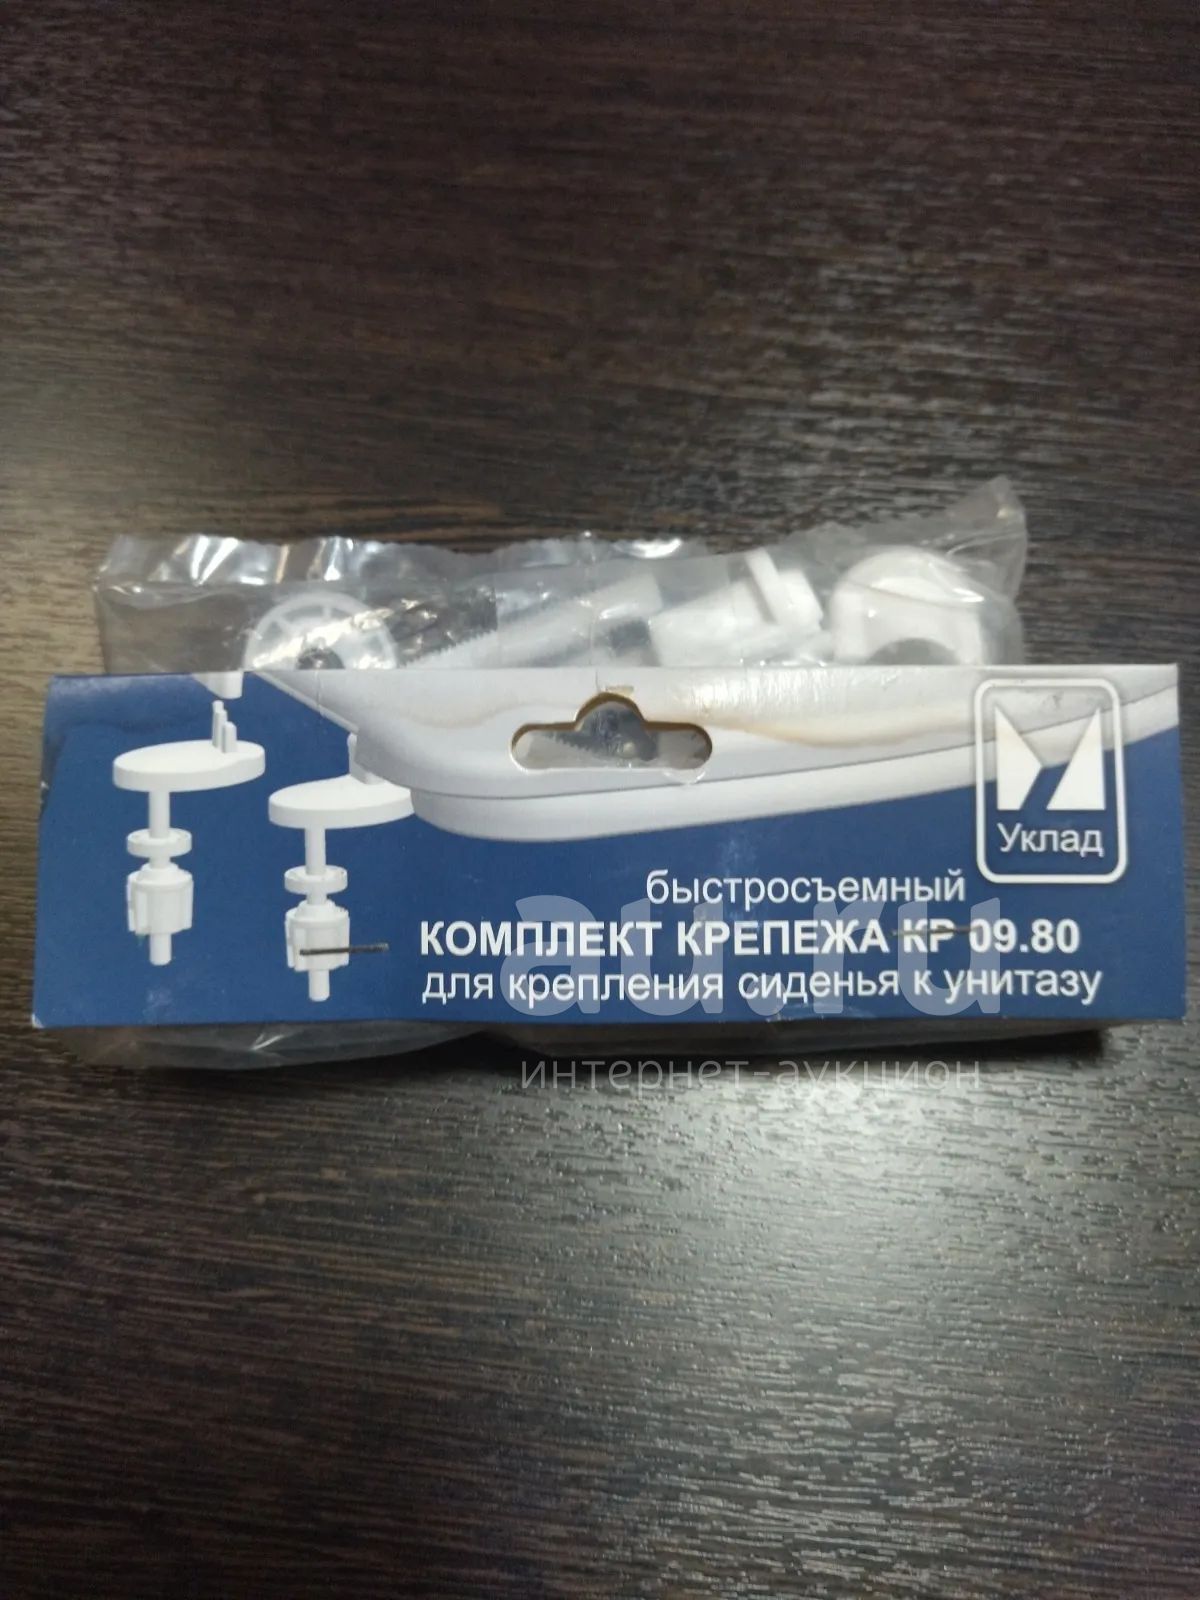 Уклад
быстросъемный
КОМПЛЕКТ КРЕПЕЖА КР 09.80
для крепления сиденья к унитазу
au.ru
интернет-аукцион